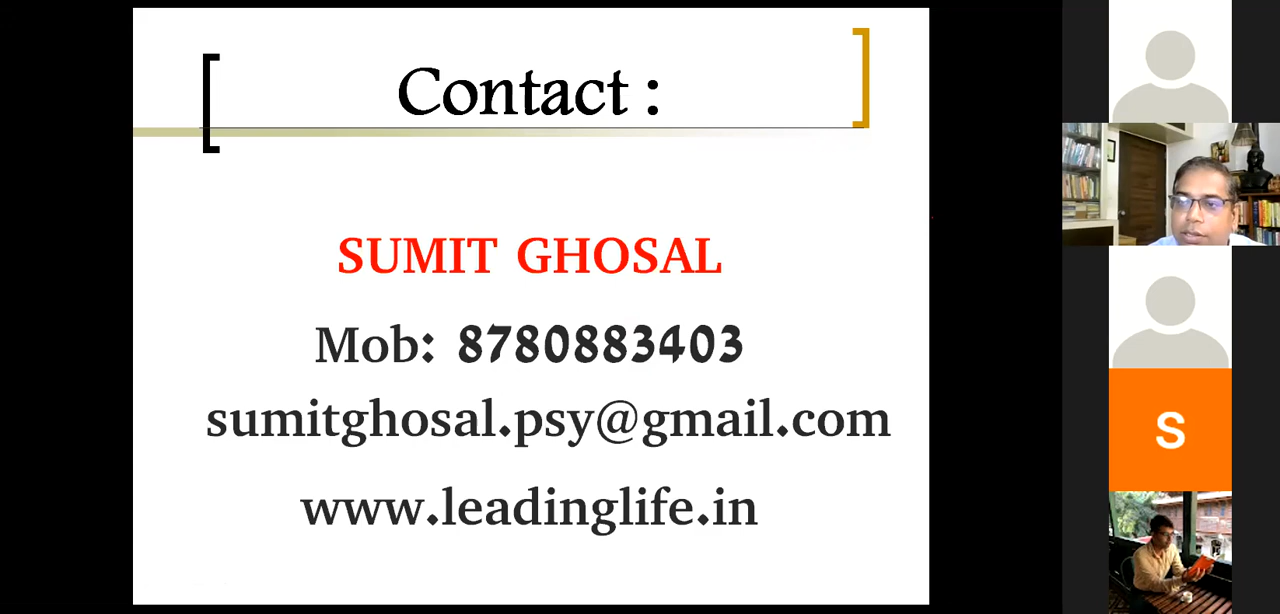 Contact :
SUMIT GHOSAL
Mob: 8780883403
sumitghosal.psy@gmail.com
www.leadinglife.in
S